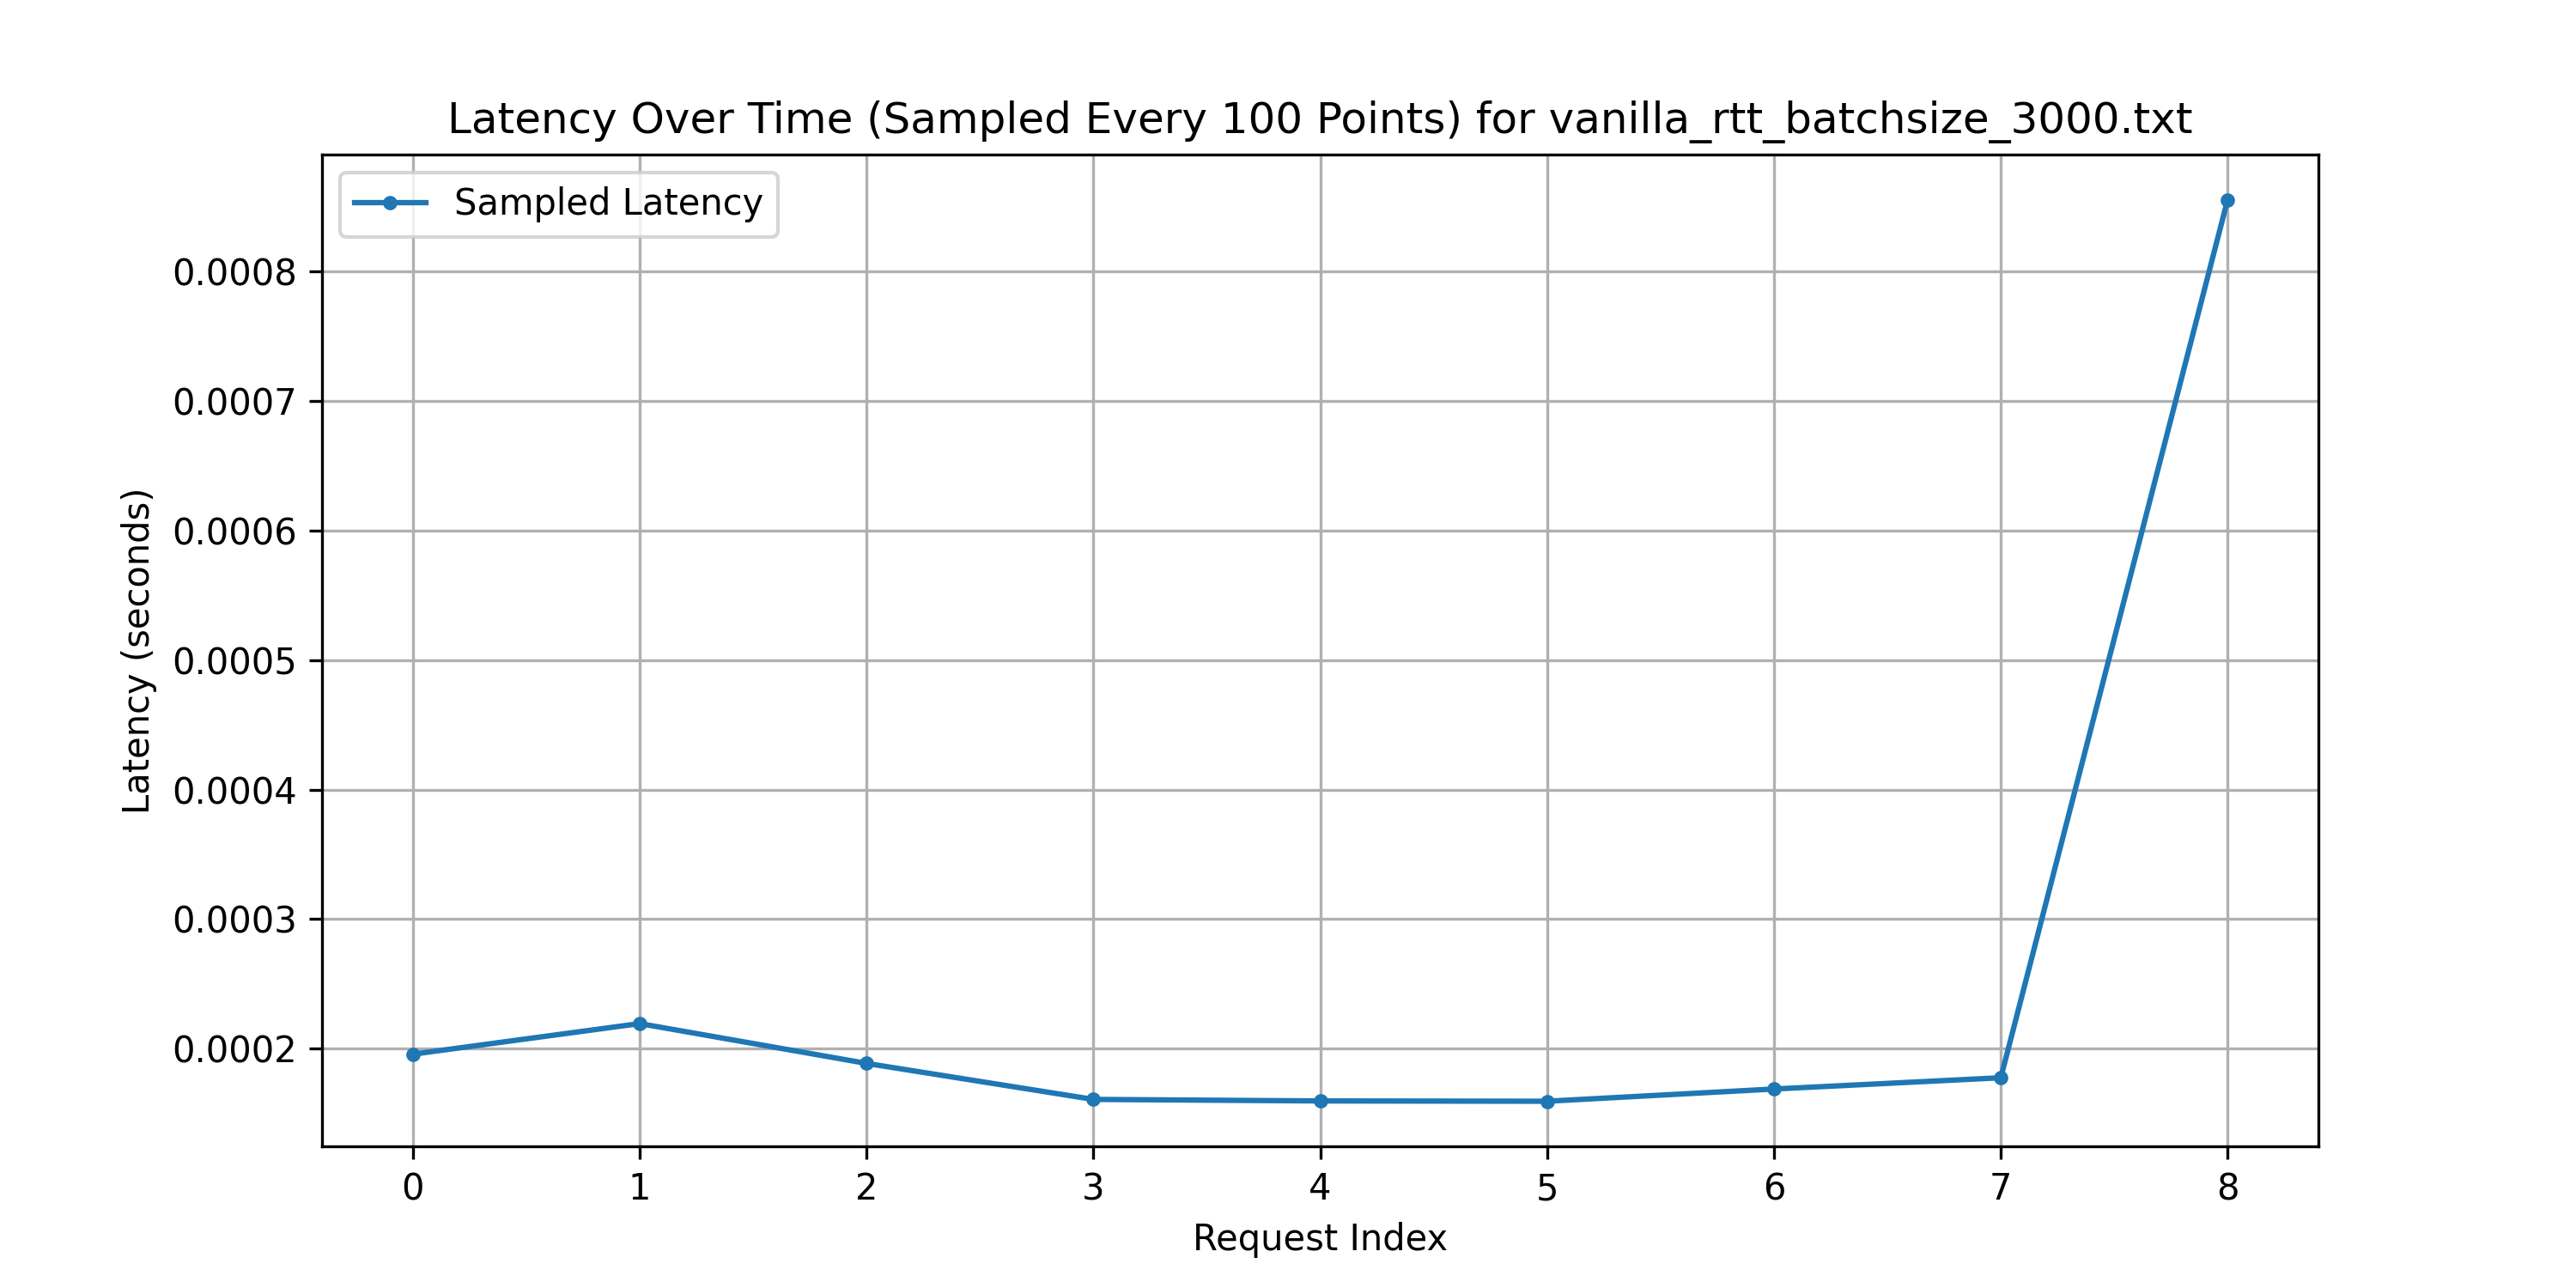 Latency Over Time (Sampled Every 100 Points) for vanilla_rtt_batchsize_3000.txt
Sampled Latency
Latency (seconds)
0.0008
0.0007
0.0006
0.0005
0.0004
0.0003
0.0002
0 1 2 3 4 5 6 7 8
Request Index